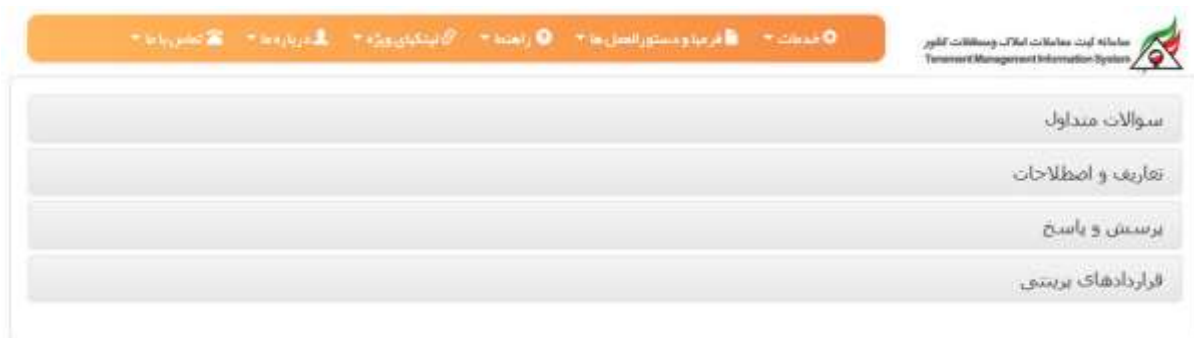 خدمات
فرمها و دستورالعمل ها
راهنما
لینکهای ویژه
درباره ما
تماس با ما
سامانه ثبت معاملات املاک ومستغلات کشور
Tenement Management Information System
سوالات متداول
تعاریف و اصطلاحات
پرسش و پاسخ
قراردادهای پرینتی